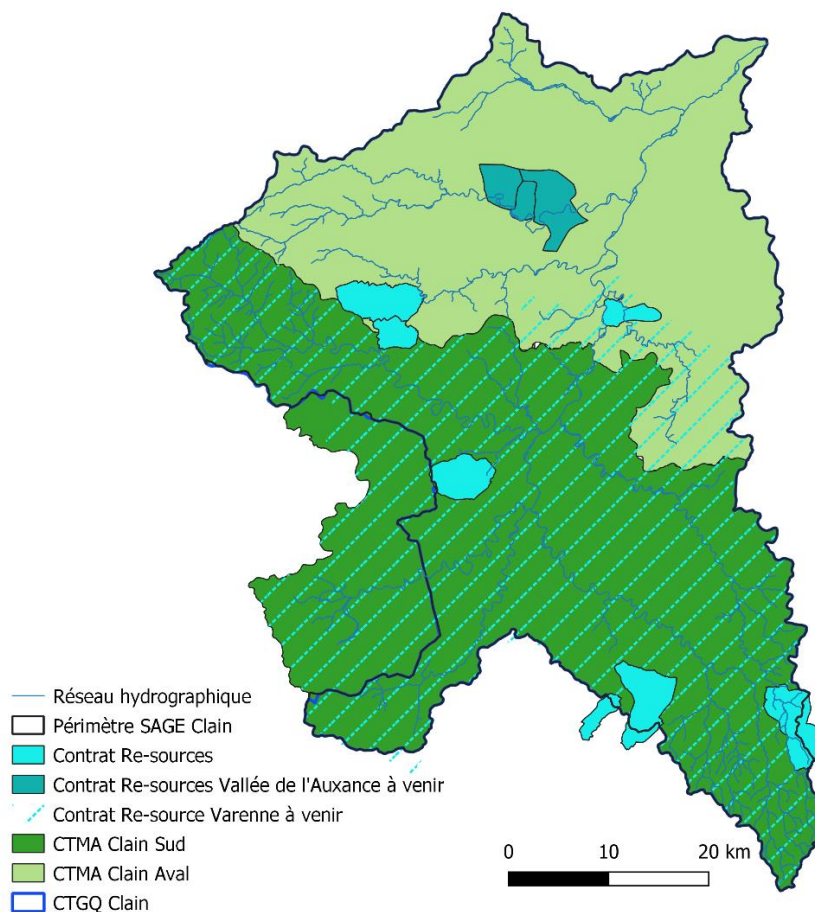 Réseau hydrographique
Périmètre SAGE Clain
Contrat Re-sources
Contrat Re-sources Vallée de l'Auxance à venir
Contrat Re-source Varenne à venir
CTMA Clain Sud
CTMA Clain Aval
CTGQ Clain
0 10 20 km